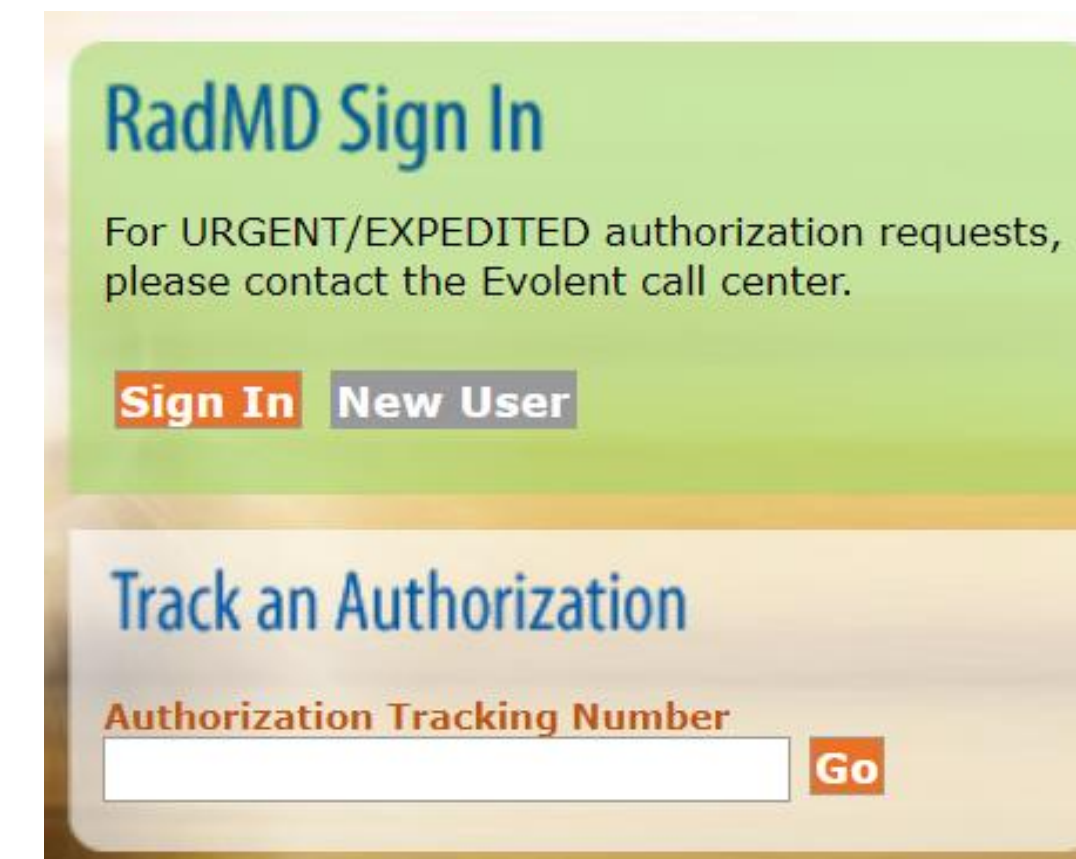 RadMD Sign In
For URGENT/EXPEDITED authorization requests,
please contact the Evolent call center.
Sign In New User
Track an Authorization
Authorization Tracking Number
Go